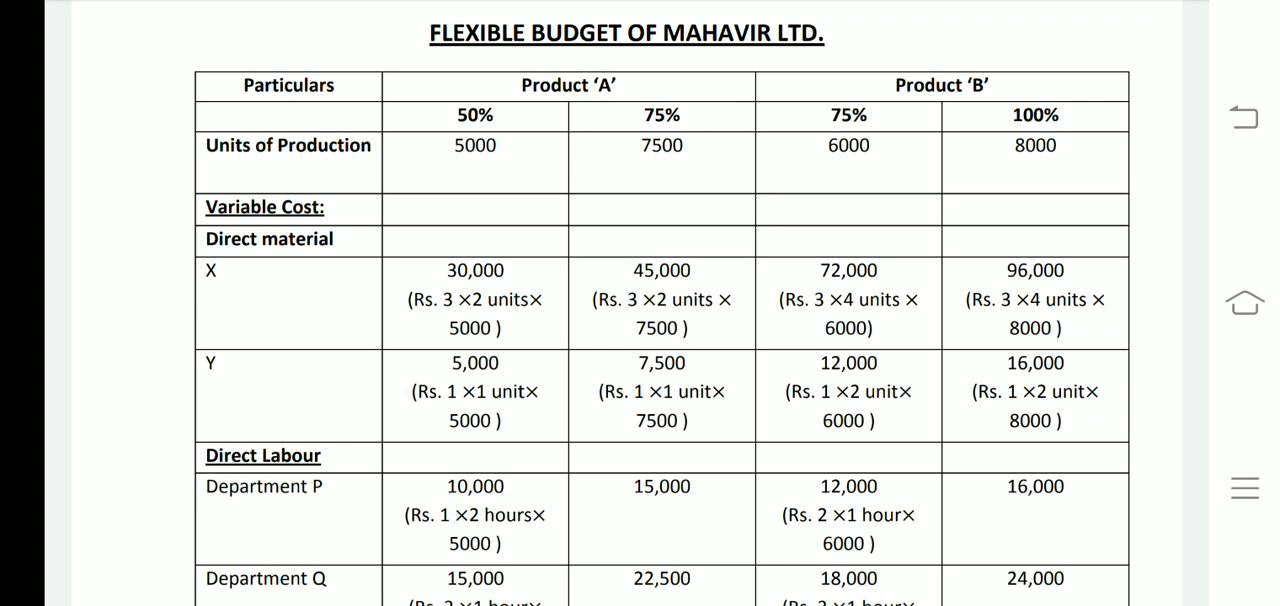 FLEXIBLE BUDGET OF MAHAVIR LTD.
Particulars Product ‘A’ Product ‘B’
50% 75% 75% 100%
Units of Production 5000 7500 6000 8000
Variable Cost:
Direct material
X 30,000 45,000 72,000 96,000
(Rs. 3 ×2 units× (Rs. 3 ×2 units × (Rs. 3 ×4 units × (Rs. 3 ×4 units ×
5000 ) 7500 ) 6000) 8000 )
Y 5,000 7,500 12,000 16,000
(Rs. 1 ×1 unit× (Rs. 1 ×1 unit× (Rs. 1 ×2 unit× (Rs. 1 ×2 unit×
5000 ) 7500 ) 6000 ) 8000 )
Direct Labour
Department P 10,000 15,000 12,000 16,000
(Rs. 1 ×2 hours× (Rs. 2 ×1 hour×
5000 ) 6000 )
Department Q 15,000 22,500 18,000 24,000